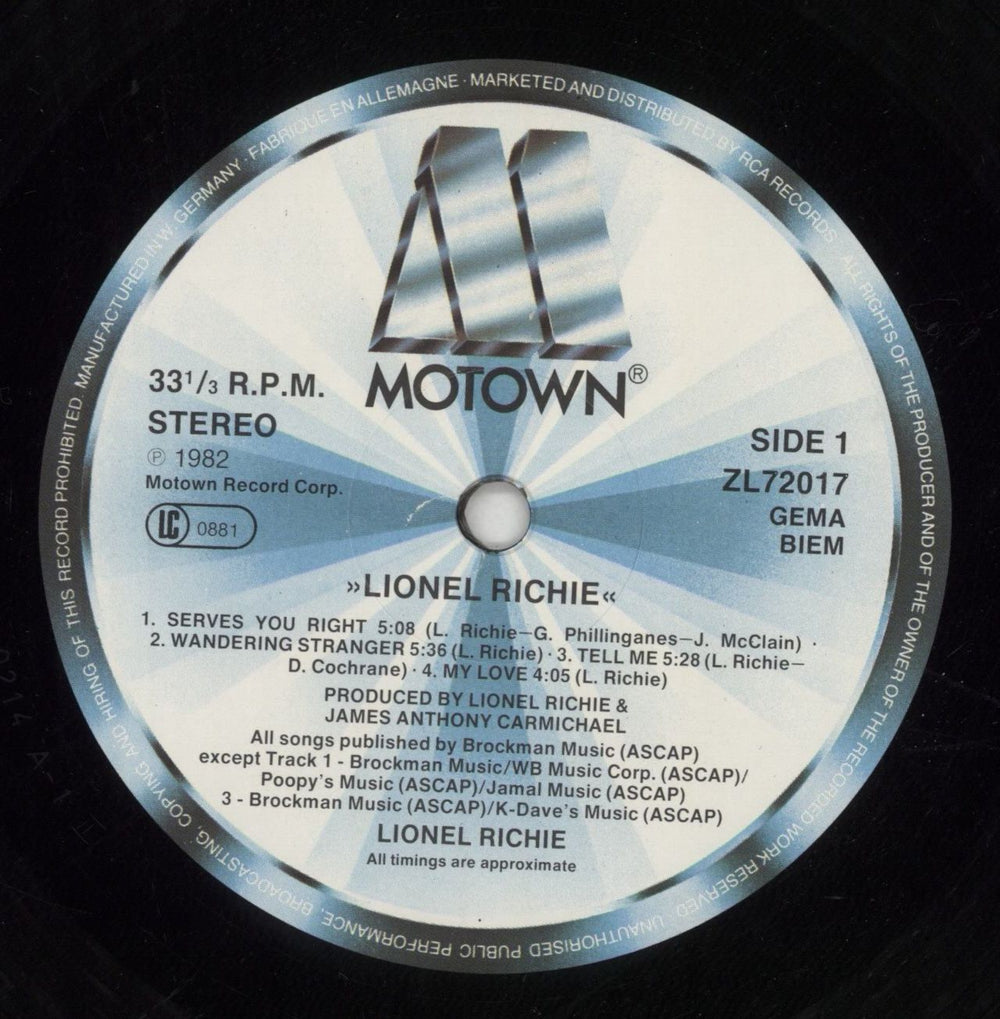 MANUFACTURED IN W. GERMANY · FABRIQUE EN ALLEMAGNE · MARKETED AND DISTRIBUTED BY RCA RECORDS ALL RIGHTS OF THE PRODUCER AND OF THE OWNER OF THE RECORDED WORK RESERVED. UNAUTHORISED PUBLIC PERFORMANCE, BROADCASTING, COPYING AND HIRING OF THIS RECORD PROHIBITED.
MOTOWN®
33 1/3 R.P.M.
STEREO
℗ 1982
Motown Record Corp.
LC 0881
SIDE 1
ZL72017
GEMA
BIEM
»LIONEL RICHIE«
1. SERVES YOU RIGHT 5:08 (L. Richie—G. Phillinganes—J. McClain) ·
2. WANDERING STRANGER 5:36 (L. Richie) · 3. TELL ME 5:28 (L. Richie—
D. Cochrane) · 4. MY LOVE 4:05 (L. Richie)
PRODUCED BY LIONEL RICHIE &
JAMES ANTHONY CARMICHAEL
All songs published by Brockman Music (ASCAP)
except Track 1 - Brockman Music/WB Music Corp. (ASCAP)/
Poopy's Music (ASCAP)/Jamal Music (ASCAP)
3 - Brockman Music (ASCAP)/K-Dave's Music (ASCAP)
LIONEL RICHIE
All timings are approximate